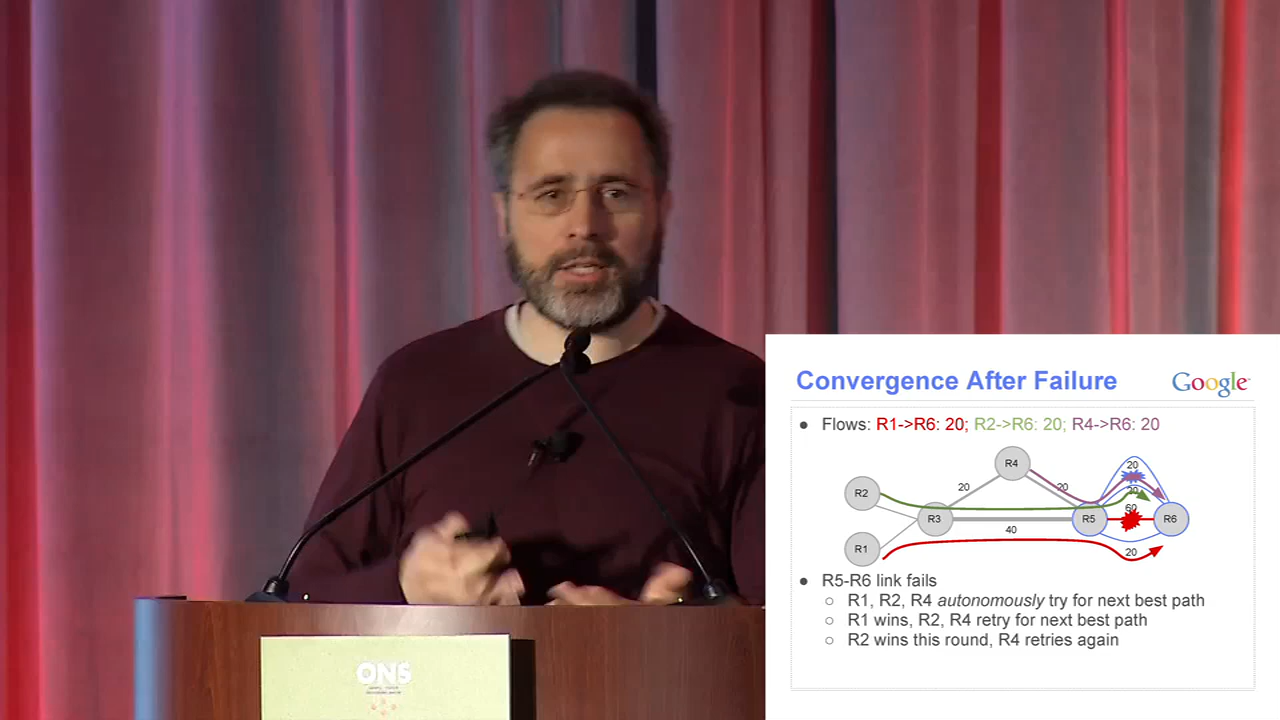 Convergence After Failure
Google
● Flows: R1->R6: 20; R2->R6: 20; R4->R6: 20
R4
20
20
20
R2
20
R3
R5
60
R6
40
R1
20
● R5-R6 link fails
○ R1, R2, R4 autonomously try for next best path
○ R1 wins, R2, R4 retry for next best path
○ R2 wins this round, R4 retries again
ONS